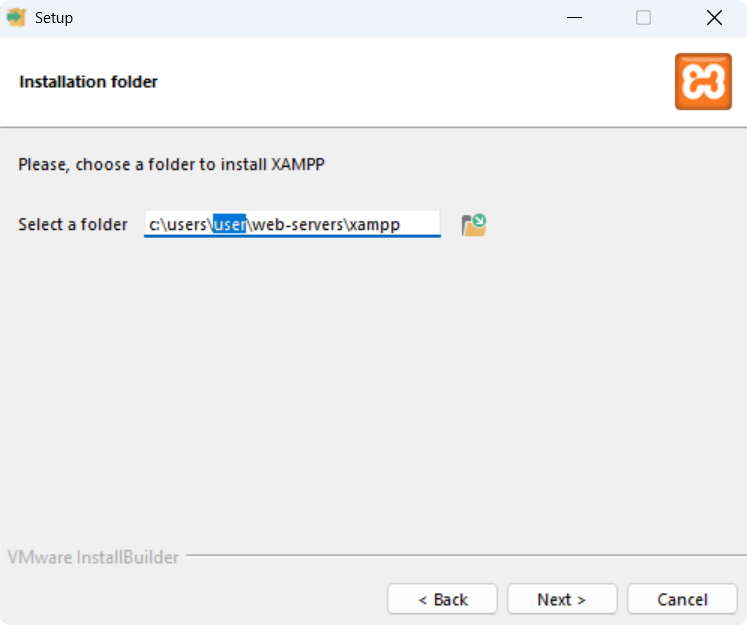 Setup
Installation folder
Please, choose a folder to install XAMPP
Select a folder c:\users\user\web-servers\xampp
VMware InstallBuilder
< Back Next > Cancel